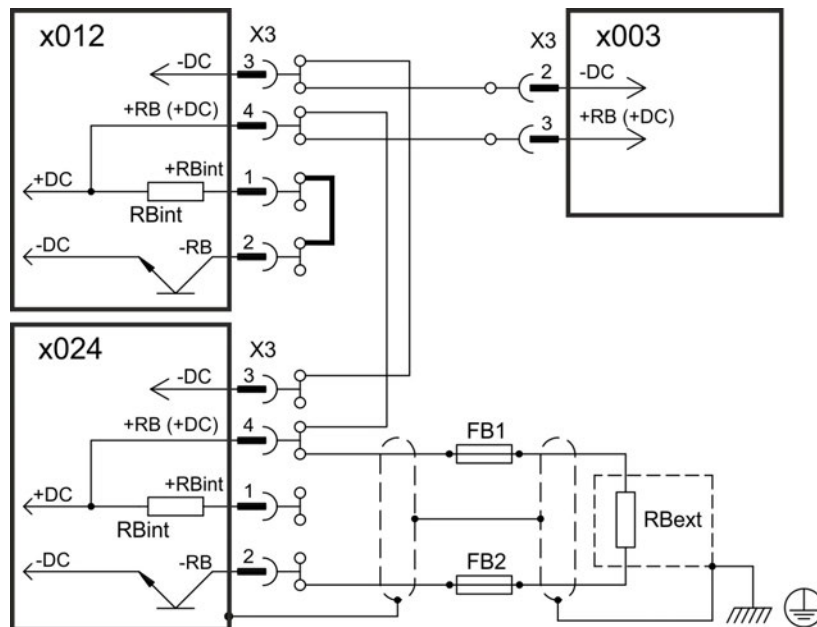 x012
X3
-DC
3
+RB (+DC)
4
+DC
+RBint
1
RBint
-DC
-RB
2
X3
x003
2
-DC
3
+RB (+DC)
x024
X3
-DC
3
+RB (+DC)
4
FB1
+DC
+RBint
1
RBint
RBext
-DC
-RB
2
FB2